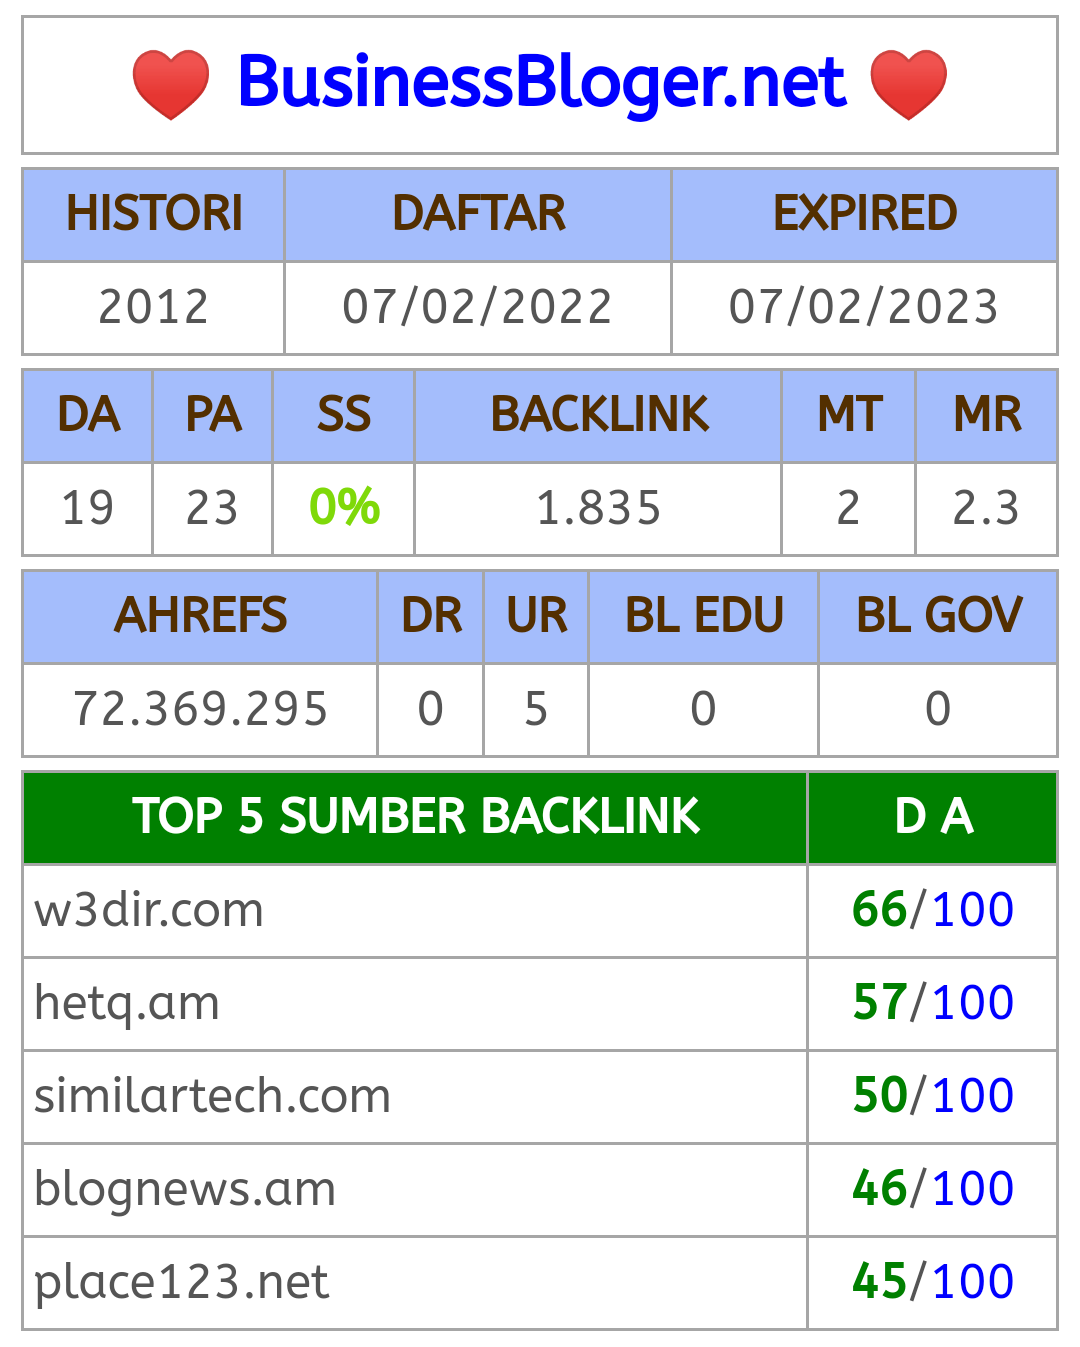 BusinessBloger.net
HISTORI DAFTAR EXPIRED
2012 07/02/2022 07/02/2023
DA PA SS BACKLINK MT MR
19 23 0% 1.835 2 2.3
AHREFS DR UR BL EDU BL GOV
72.369.295 0 5 0 0
TOP 5 SUMBER BACKLINK D A
w3dir.com 66/100
hetq.am 57/100
similartech.com 50/100
blognews.am 46/100
place123.net 45/100